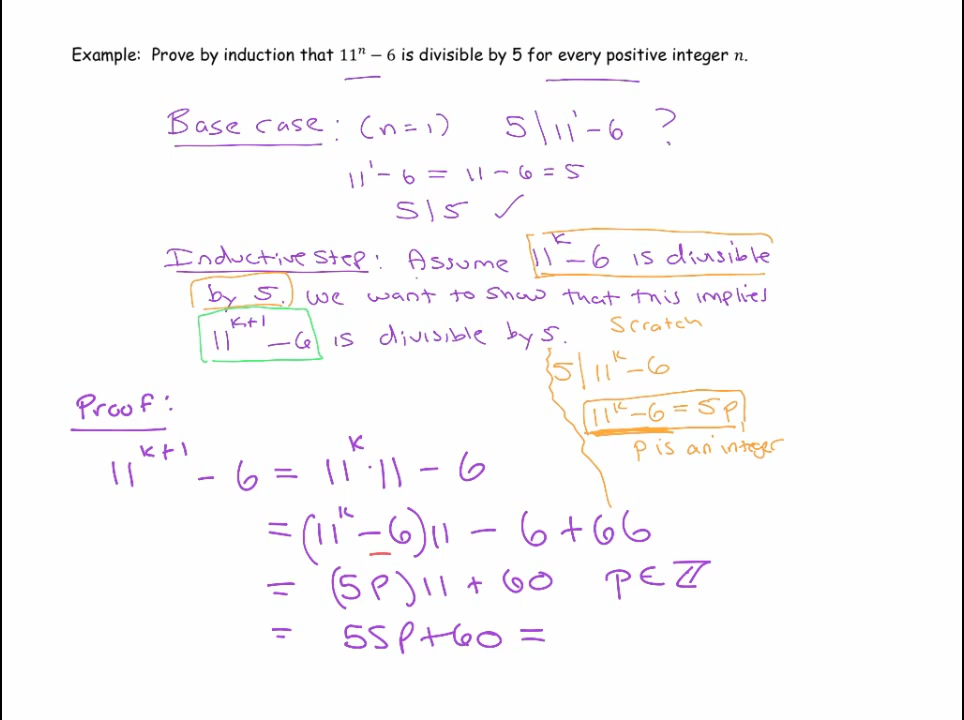 Example: Prove by induction that 11ⁿ − 6 is divisible by 5 for every positive integer n.
Base case: (n=1) 5|11¹-6 ?
11¹-6 = 11-6=5
5|5 ✓
Inductive Step: Assume 11ᵏ-6 is divisible
by 5. We want to show that this implies
11ᵏ⁺¹-6 is divisible by 5.
Scratch
5|11ᵏ-6
11ᵏ-6 = 5p,
p is an integer
Proof:
11ᵏ⁺¹ - 6 = 11ᵏ·11 - 6
=(11ᵏ-6)11 - 6+66
= (5p)11 + 60 p∈ℤ
= 55p+60 =